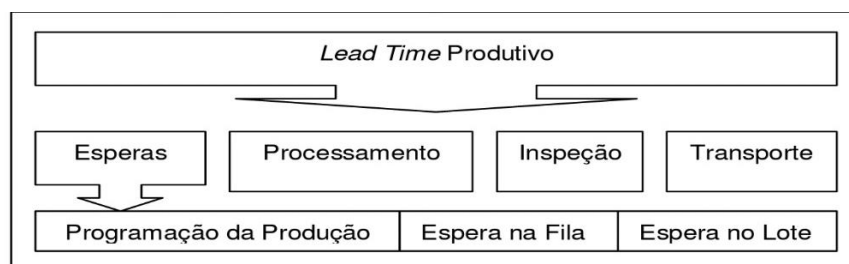 Lead Time Produtivo
Esperas Processamento Inspeção Transporte
Programação da Produção Espera na Fila Espera no Lote